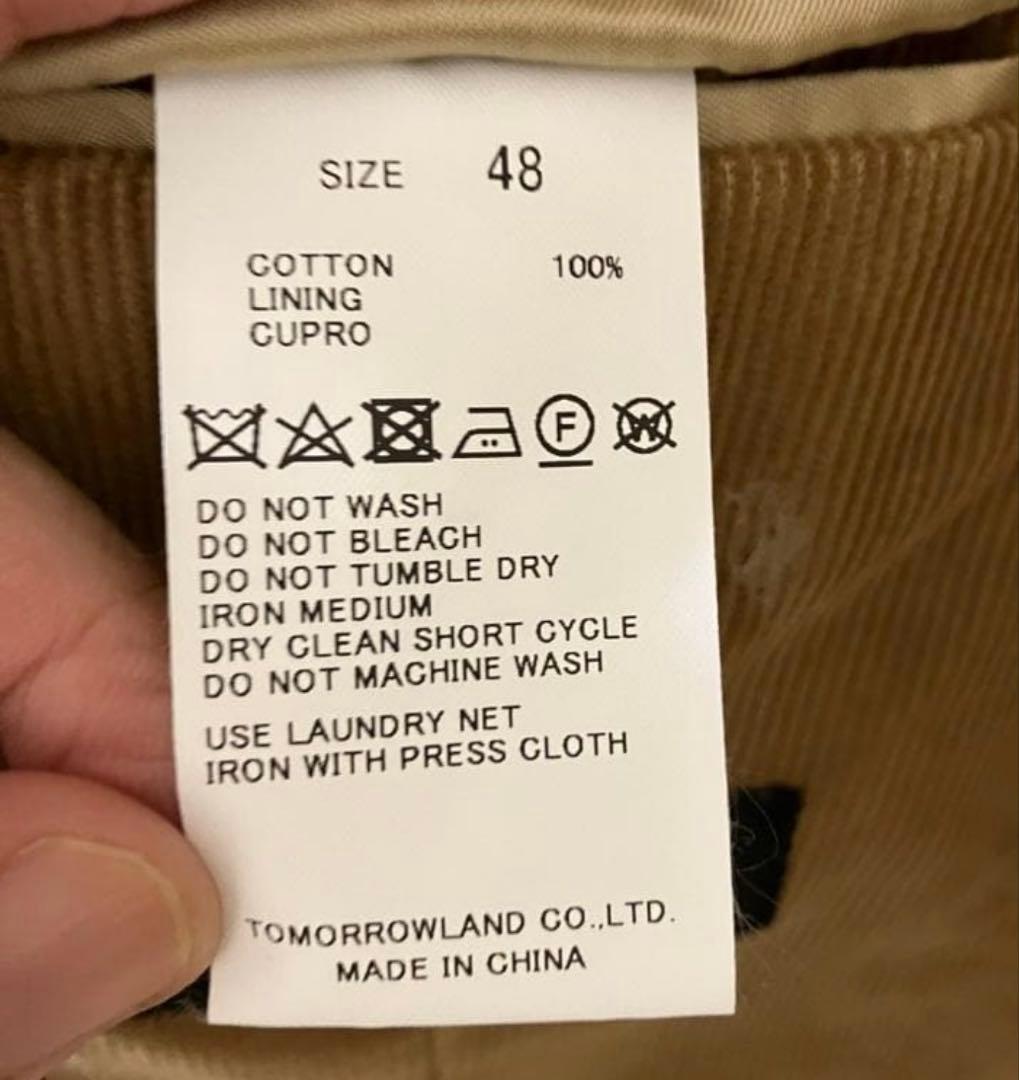 SIZE 48
COTTON 100%
LINING
CUPRO
F
W
DO NOT WASH
DO NOT BLEACH
DO NOT TUMBLE DRY
IRON MEDIUM
DRY CLEAN SHORT CYCLE
DO NOT MACHINE WASH
USE LAUNDRY NET
IRON WITH PRESS CLOTH
TOMORROWLAND CO.,LTD.
MADE IN CHINA